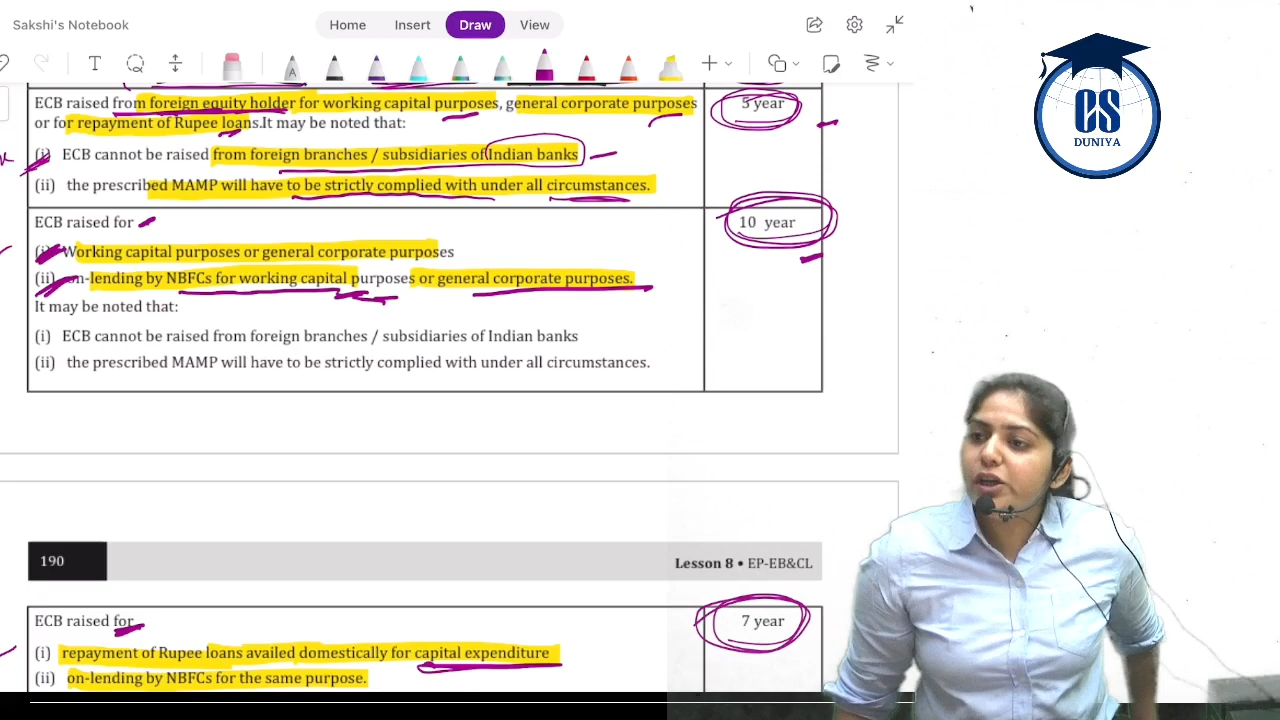 Sakshi's Notebook
Home Insert Draw View
ECB raised from foreign equity holder for working capital purposes, general corporate purposes
or for repayment of Rupee loans.It may be noted that:
5 year
(i) ECB cannot be raised from foreign branches / subsidiaries of Indian banks
(ii) the prescribed MAMP will have to be strictly complied with under all circumstances.
ECB raised for
10 year
(i) Working capital purposes or general corporate purposes
(ii) on-lending by NBFCs for working capital purposes or general corporate purposes.
It may be noted that:
(i) ECB cannot be raised from foreign branches / subsidiaries of Indian banks
(ii) the prescribed MAMP will have to be strictly complied with under all circumstances.
190
Lesson 8 • EP-EB&CL
ECB raised for
7 year
(i) repayment of Rupee loans availed domestically for capital expenditure
(ii) on-lending by NBFCs for the same purpose.
CS
DUNIYA